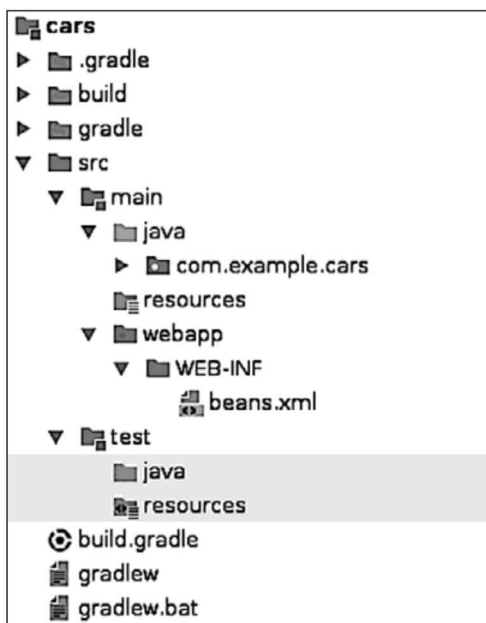 cars
.gradle
build
gradle
src
main
java
com.example.cars
resources
webapp
WEB-INF
beans.xml
test
java
resources
build.gradle
gradlew
gradlew.bat